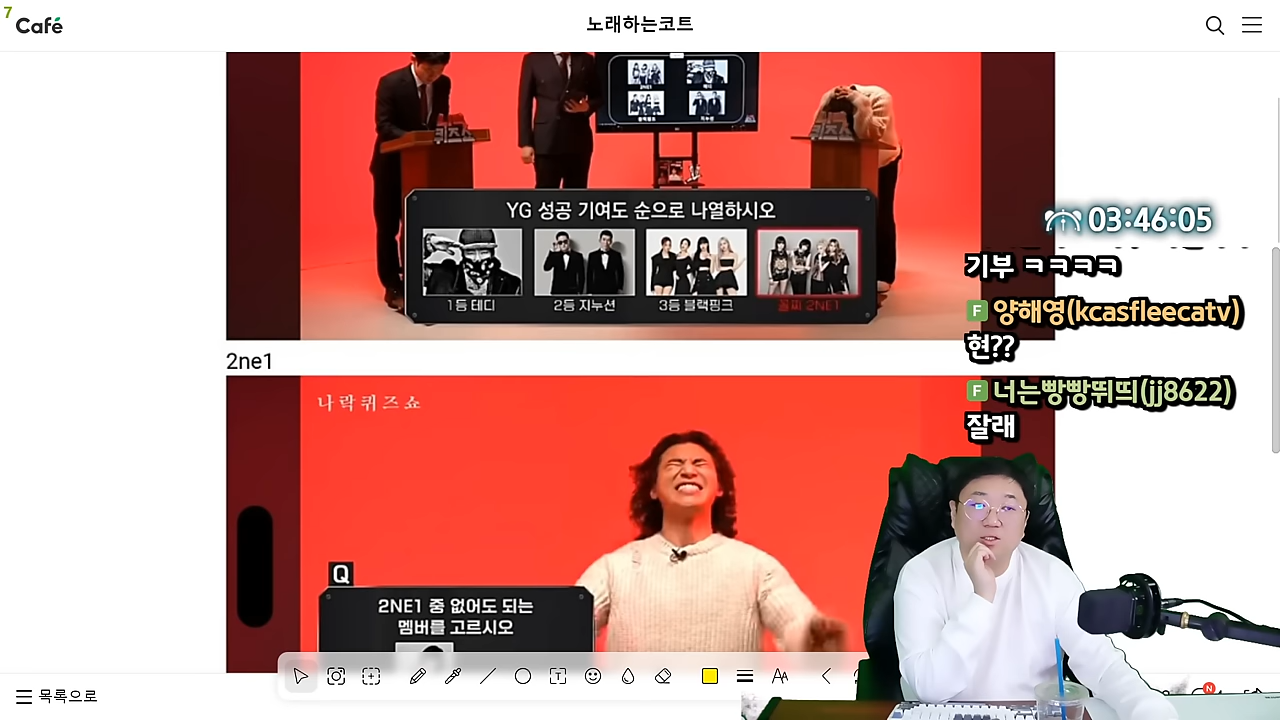 7
Café
노래하는코트
YG 성공 기여도 순으로 나열하시오
1등 테디
2등 지누션
3등 블랙핑크
꼴찌 2NE1
03:46:05
기부 ㅋㅋㅋㅋ
F 양해영(kcasfleecatv)
현??
F 너는빵빵뛰띄(jj8622)
잘래
2ne1
나락퀴즈쇼
Q
2NE1 중 없어도 되는
멤버를 고르시오
목록으로
N